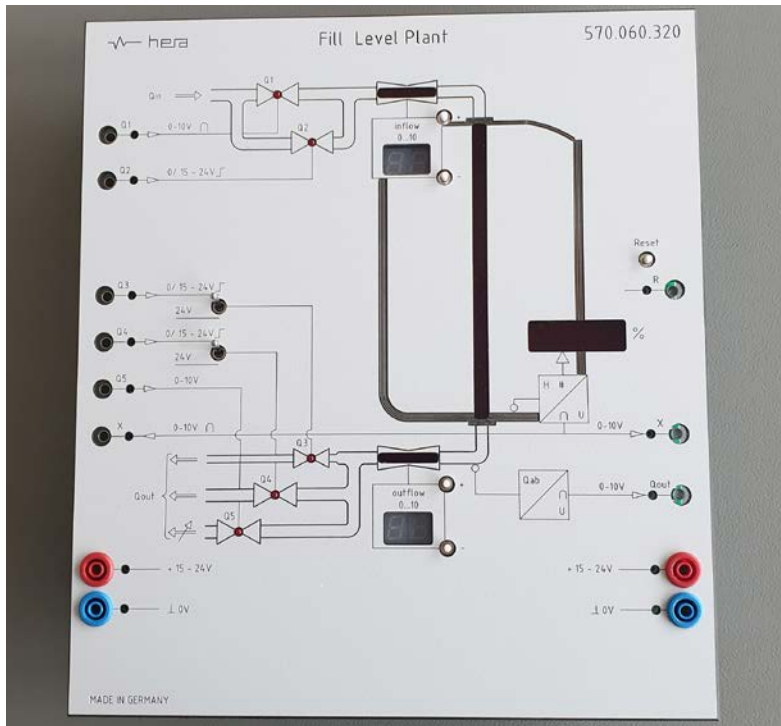 hera
Fill Level Plant
570.060.320
Q1
Qin
Q1
0-10V
Q2
inflow
0...10
+
-
Q2
0/ 15 - 24V
Reset
R
Q3
0/ 15 - 24V
24V
Q4
0/ 15 - 24V
24V
%
Q5
0-10V
H
U
X
0-10V
0-10V
X
Q3
Qout
Q4
Q5
outflow
0...10
+
-
Qab
U
0-10V
Qout
+ 15 - 24V
+ 15 - 24V
⊥ 0V
⊥ 0V
MADE IN GERMANY